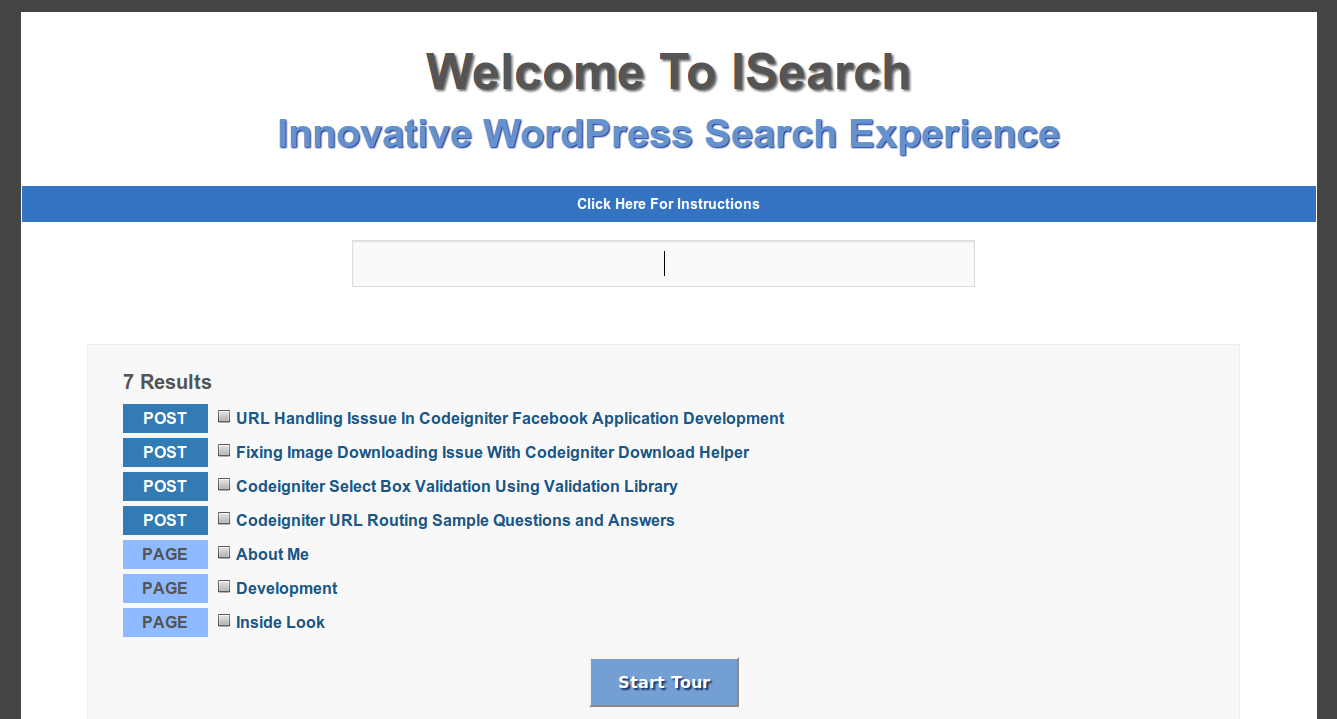 Welcome To ISearch
Innovative WordPress Search Experience
Click Here For Instructions
7 Results
POST URL Handling Isssue In Codeigniter Facebook Application Development
POST Fixing Image Downloading Issue With Codeigniter Download Helper
POST Codeigniter Select Box Validation Using Validation Library
POST Codeigniter URL Routing Sample Questions and Answers
PAGE About Me
PAGE Development
PAGE Inside Look
Start Tour